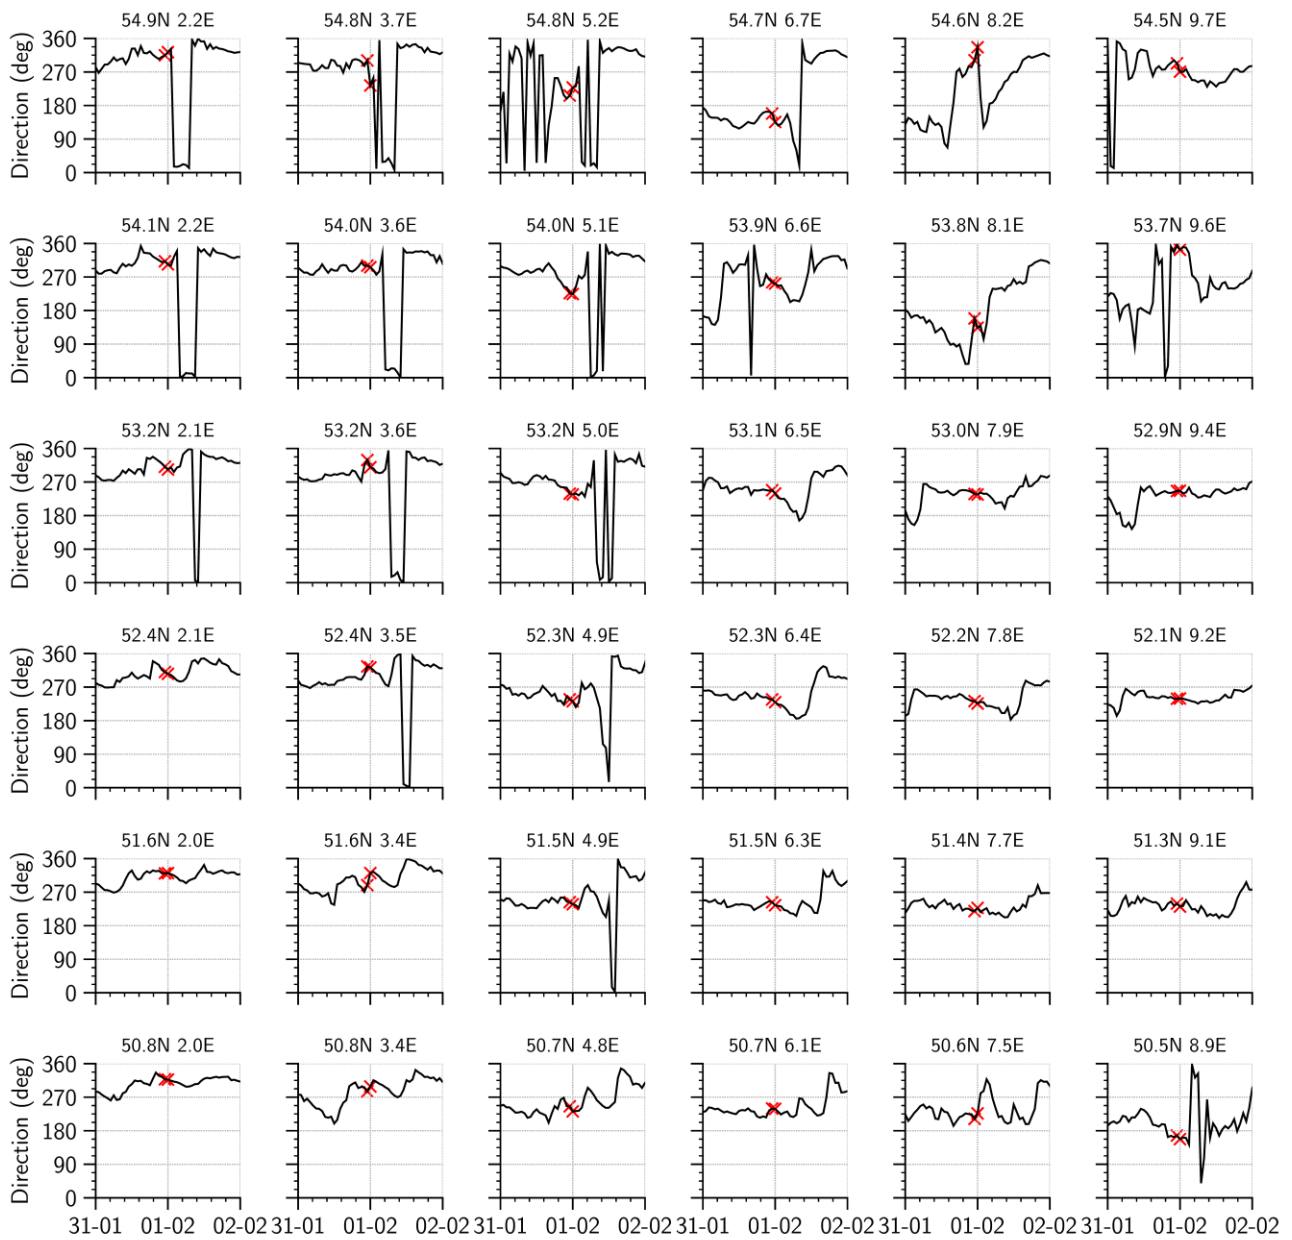 54.9N 2.2E 54.8N 3.7E 54.8N 5.2E 54.7N 6.7E 54.6N 8.2E 54.5N 9.7E
Direction (deg)
360
270
180
90
0
54.1N 2.2E 54.0N 3.6E 54.0N 5.1E 53.9N 6.6E 53.8N 8.1E 53.7N 9.6E
Direction (deg)
360
270
180
90
0
53.2N 2.1E 53.2N 3.6E 53.2N 5.0E 53.1N 6.5E 53.0N 7.9E 52.9N 9.4E
Direction (deg)
360
270
180
90
0
52.4N 2.1E 52.4N 3.5E 52.3N 4.9E 52.3N 6.4E 52.2N 7.8E 52.1N 9.2E
Direction (deg)
360
270
180
90
0
51.6N 2.0E 51.6N 3.4E 51.5N 4.9E 51.5N 6.3E 51.4N 7.7E 51.3N 9.1E
Direction (deg)
360
270
180
90
0
50.8N 2.0E 50.8N 3.4E 50.7N 4.8E 50.7N 6.1E 50.6N 7.5E 50.5N 8.9E
Direction (deg)
360
270
180
90
0
31-01 01-02 02-02 31-01 01-02 02-02 31-01 01-02 02-02 31-01 01-02 02-02 31-01 01-02 02-02 31-01 01-02 02-02